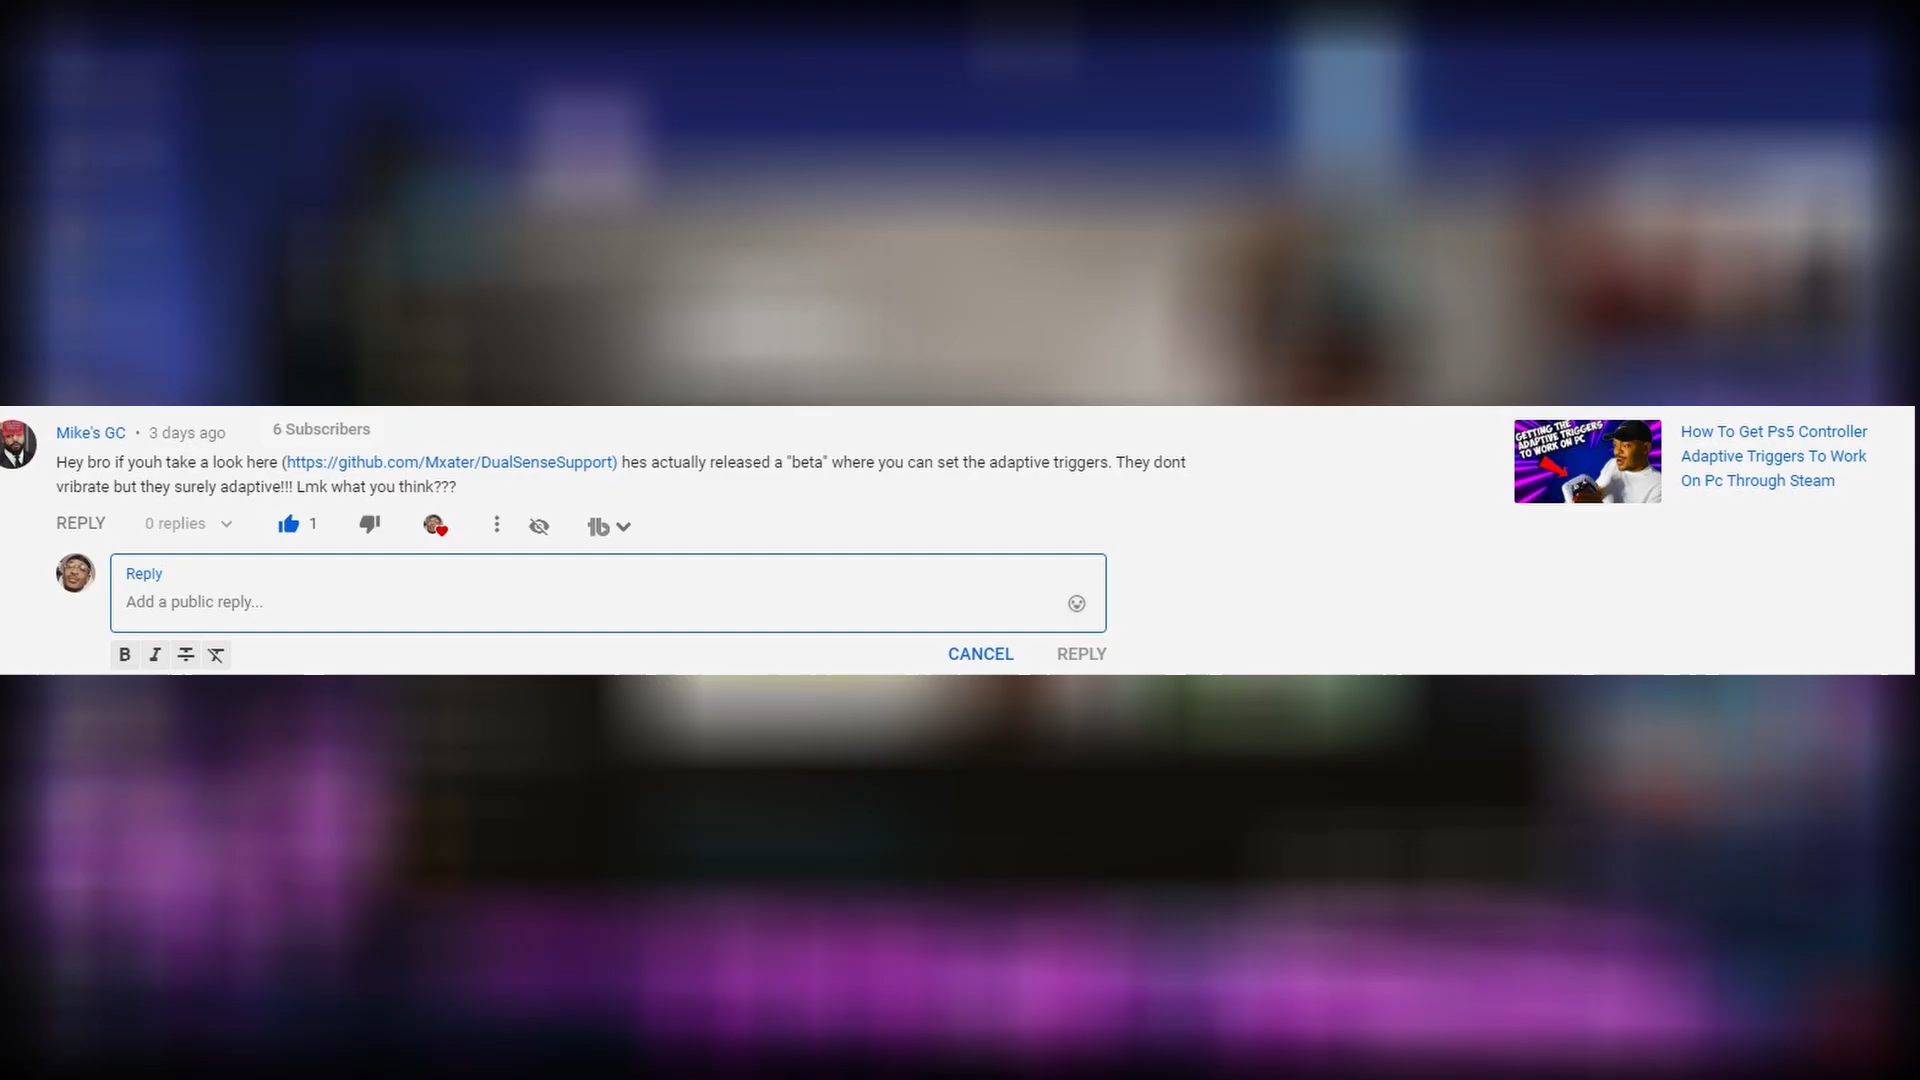 Mike's GC • 3 days ago 6 Subscribers
Hey bro if youh take a look here (https://github.com/Mxater/DualSenseSupport) hes actually released a "beta" where you can set the adaptive triggers. They dont
vribrate but they surely adaptive!!! Lmk what you think???
REPLY 0 replies 1
Reply
Add a public reply...
B I
CANCEL REPLY
GETTING THE
ADAPTIVE TRIGGERS
TO WORK ON PC
How To Get Ps5 Controller
Adaptive Triggers To Work
On Pc Through Steam